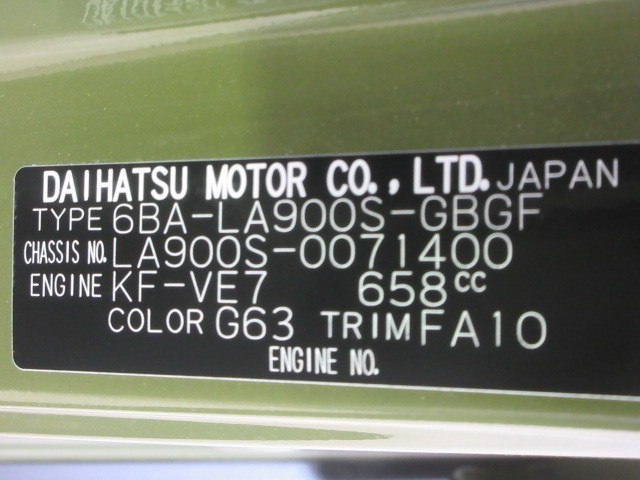 DAIHATSU MOTOR CO., LTD. JAPAN
TYPE 6BA-LA900S-GBGF
CHASSIS NO. LA900S-0071400
ENGINE KF-VE7 658cc
COLOR G63 TRIM FA10
ENGINE NO.